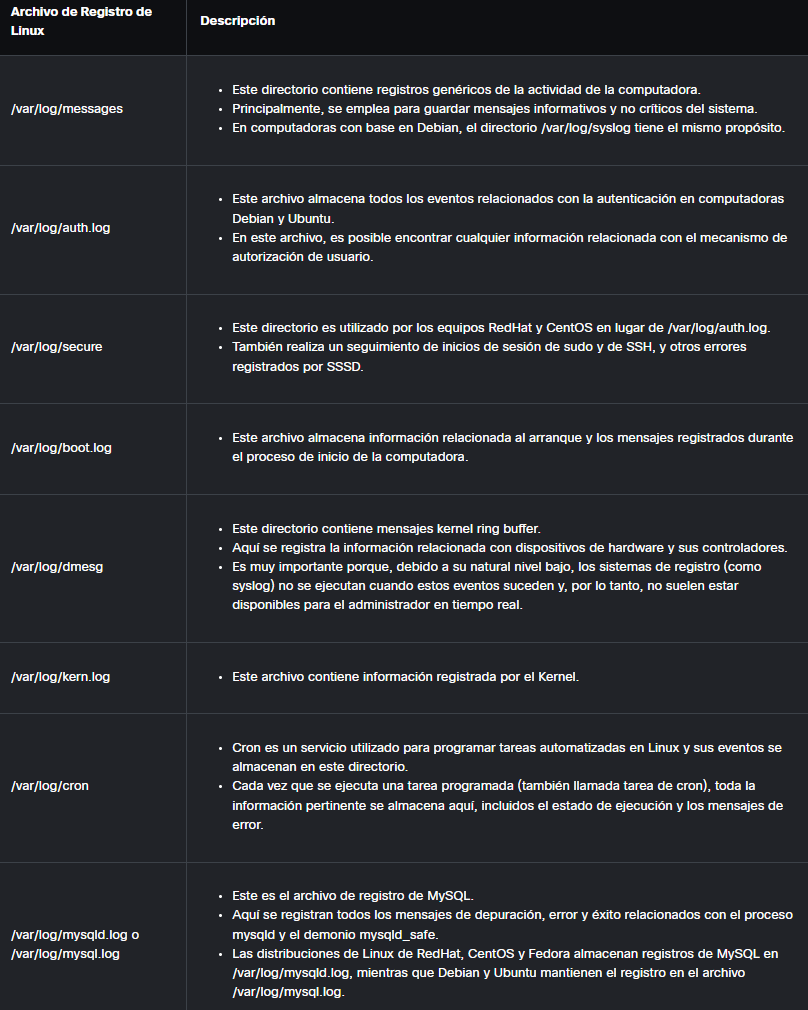 Archivo de Registro de
Linux
Descripción
/var/log/messages
• Este directorio contiene registros genéricos de la actividad de la computadora.
• Principalmente, se emplea para guardar mensajes informativos y no críticos del sistema.
• En computadoras con base en Debian, el directorio /var/log/syslog tiene el mismo propósito.
/var/log/auth.log
• Este archivo almacena todos los eventos relacionados con la autenticación en computadoras
Debian y Ubuntu.
• En este archivo, es posible encontrar cualquier información relacionada con el mecanismo de
autorización de usuario.
/var/log/secure
• Este directorio es utilizado por los equipos RedHat y CentOS en lugar de /var/log/auth.log.
• También realiza un seguimiento de inicios de sesión de sudo y de SSH, y otros errores
registrados por SSSD.
/var/log/boot.log
• Este archivo almacena información relacionada al arranque y los mensajes registrados durante
el proceso de inicio de la computadora.
/var/log/dmesg
• Este directorio contiene mensajes kernel ring buffer.
• Aquí se registra la información relacionada con dispositivos de hardware y sus controladores.
• Es muy importante porque, debido a su natural nivel bajo, los sistemas de registro (como
syslog) no se ejecutan cuando estos eventos suceden y, por lo tanto, no suelen estar
disponibles para el administrador en tiempo real.
/var/log/kern.log
• Este archivo contiene información registrada por el Kernel.
/var/log/cron
• Cron es un servicio utilizado para programar tareas automatizadas en Linux y sus eventos se
almacenan en este directorio.
• Cada vez que se ejecuta una tarea programada (también llamada tarea de cron), toda la
información pertinente se almacena aquí, incluidos el estado de ejecución y los mensajes de
error.
/var/log/mysqld.log o
/var/log/mysql.log
• Este es el archivo de registro de MySQL.
• Aquí se registran todos los mensajes de depuración, error y éxito relacionados con el proceso
mysqld y el demonio mysqld_safe.
• Las distribuciones de Linux de RedHat, CentOS y Fedora almacenan registros de MySQL en
/var/log/mysqld.log, mientras que Debian y Ubuntu mantienen el registro en el archivo
/var/log/mysql.log.